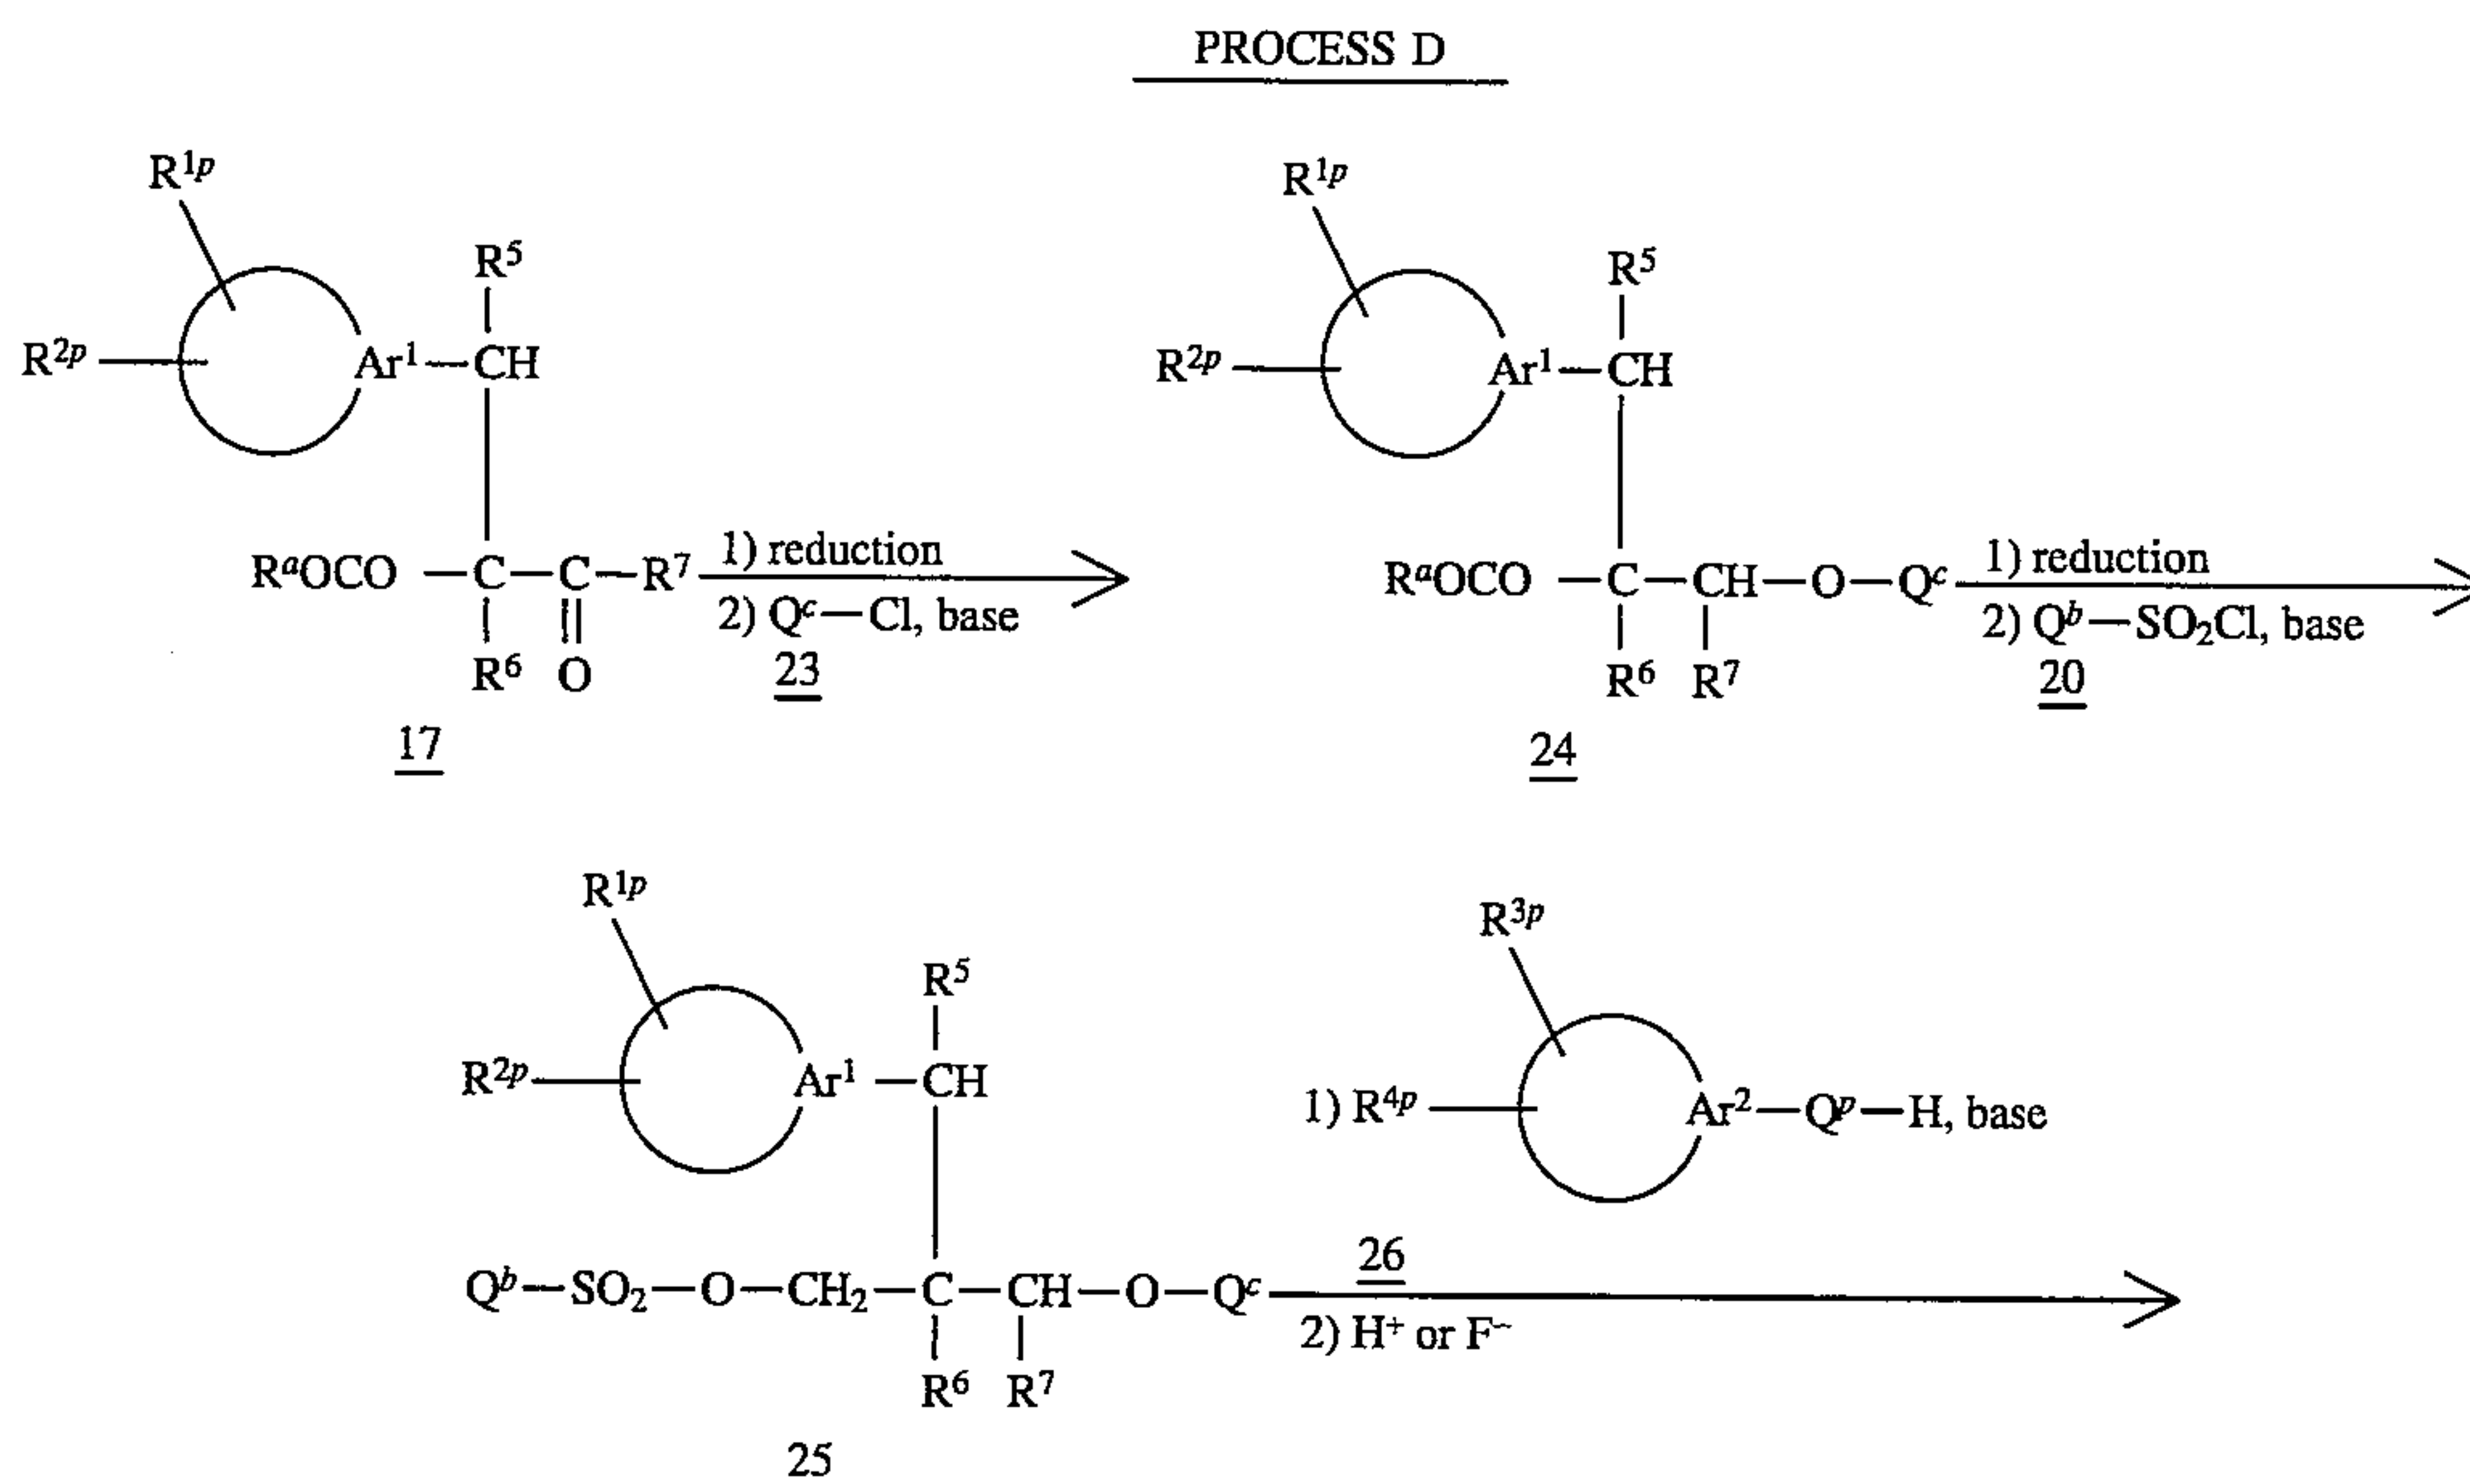 PROCESS D
R¹ᵖ
R⁵
R²ᵖ Ar¹—CH
RᵃOCO —C—C—R⁷
R⁶ O
1) reduction
2) Qᶜ—Cl, base
23
17
R¹ᵖ
R⁵
R²ᵖ Ar¹—CH
RᵃOCO —C—CH—O—Qᶜ
R⁶ R⁷
1) reduction
2) Qᵇ—SO₂Cl, base
20
24
R¹ᵖ
R⁵
R²ᵖ Ar¹—CH
Qᵇ—SO₂—O—CH₂—C—CH—O—Qᶜ
R⁶ R⁷
25
R³ᵖ
1) R⁴ᵖ Ar²—Qᵖ—H, base
26
2) H⁺ or F⁻